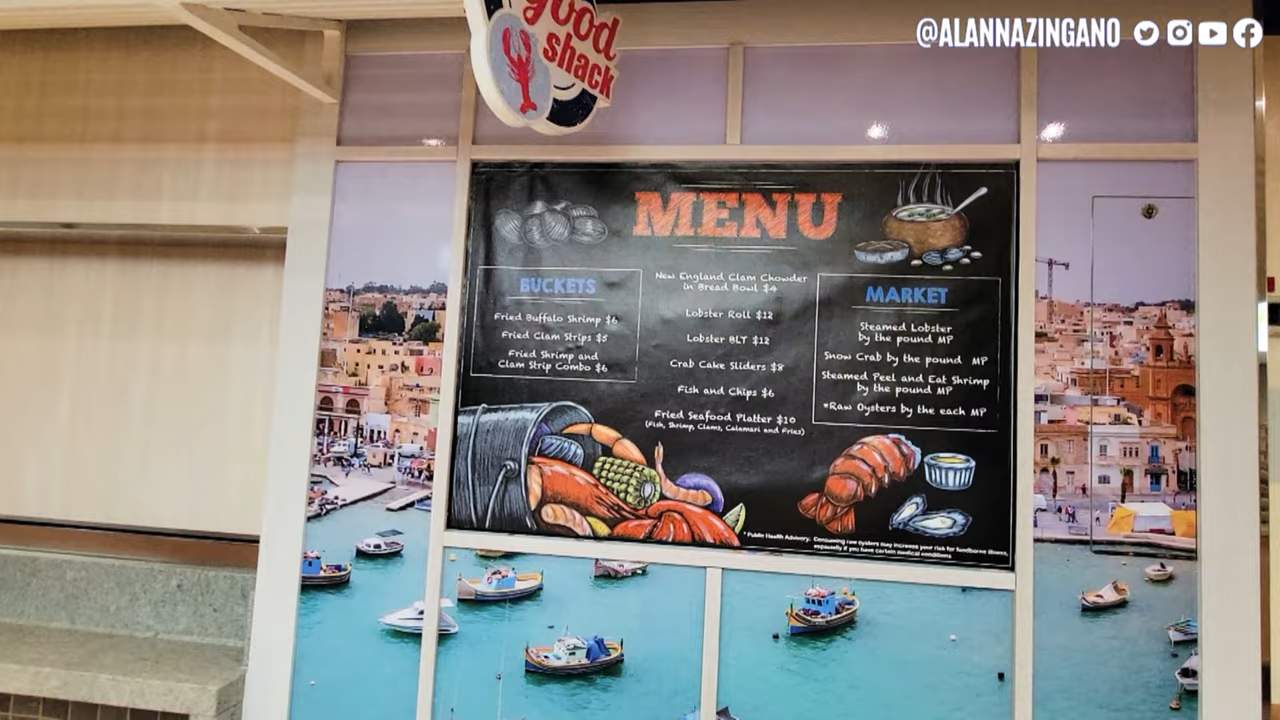 @ALANNAZINGANO
good
shack
MENU
BUCKETS
Fried Buffalo Shrimp $6
Fried Clam Strips $5
Fried Shrimp and
Clam Strip Combo $6
New England Clam Chowder
in Bread Bowl $4
Lobster Roll $12
Lobster BLT $12
Crab Cake Sliders $8
Fish and Chips $6
Fried Seafood Platter $10
(Fish, Shrimp, Clams, Calamari and Fries)
MARKET
Steamed Lobster
by the pound MP
Snow Crab by the pound MP
Steamed Peel and Eat Shrimp
by the pound MP
*Raw Oysters by the each MP
* Public Health Advisory: Consuming raw oysters may increase your risk for foodborne illness,
especially if you have certain medical conditions